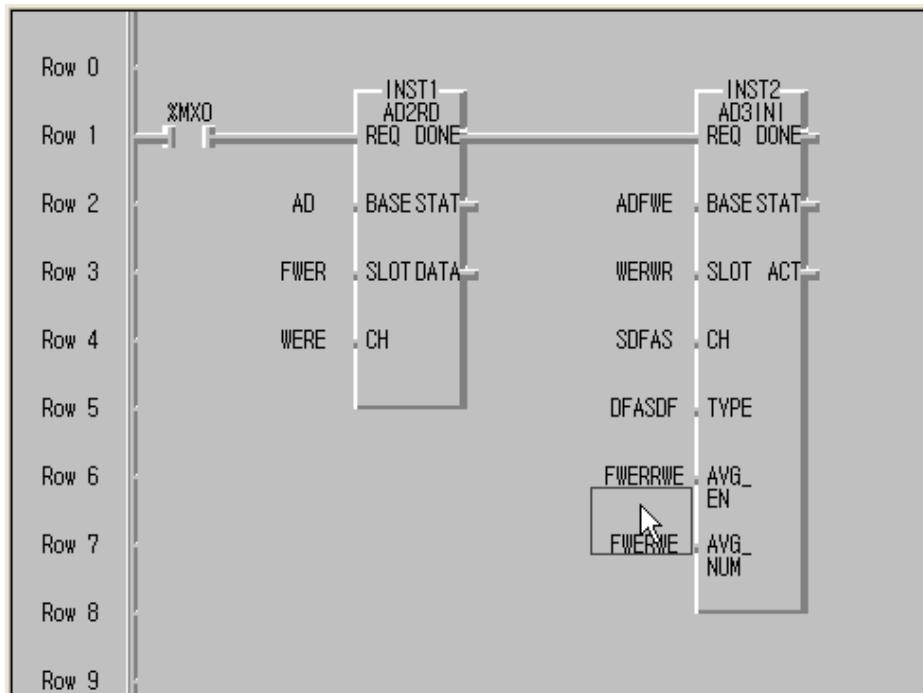 Row 0
INST1 INST2
%MX0 AD2RD AD3INI
Row 1 REQ DONE REQ DONE
Row 2 AD BASE STAT ADFWE BASE STAT
Row 3 FWER SLOT DATA WERWR SLOT ACT
Row 4 WERE CH SDFAS CH
Row 5 DFASDF TYPE
Row 6 FWERRWE AVG_
EN
Row 7 FWERWE AVG_
NUM
Row 8
Row 9